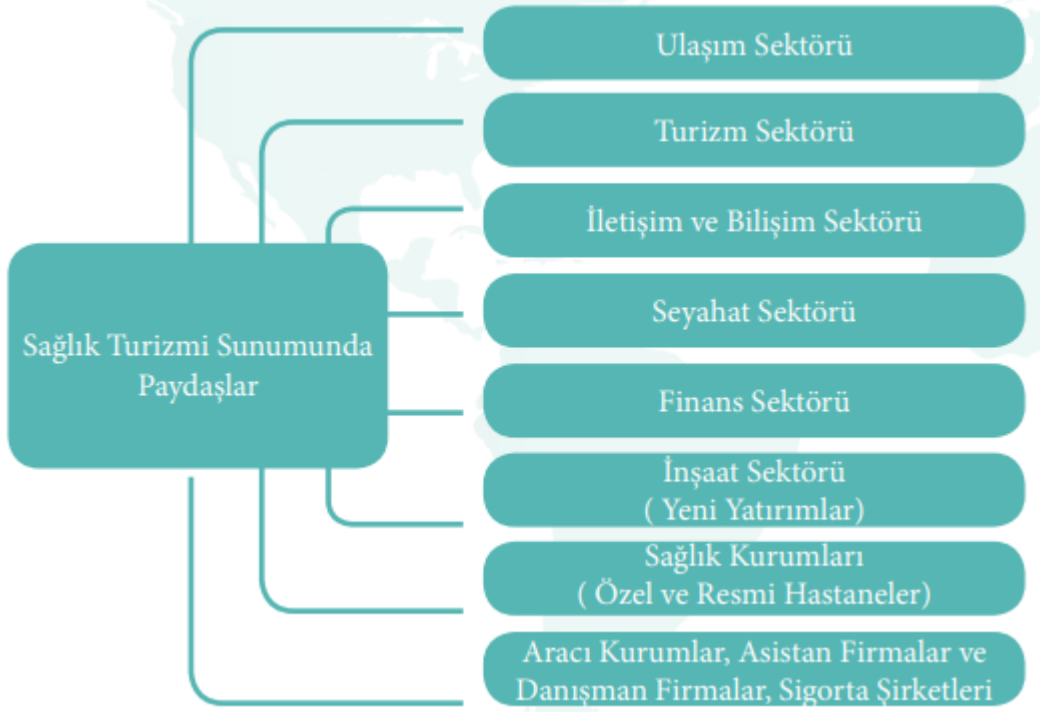 Ulaşım Sektörü
Turizm Sektörü
İletişim ve Bilişim Sektörü
Seyahat Sektörü
Sağlık Turizmi Sunumunda
Paydaşlar
Finans Sektörü
İnşaat Sektörü
( Yeni Yatırımlar)
Sağlık Kurumları
( Özel ve Resmi Hastaneler)
Aracı Kurumlar, Asistan Firmalar ve
Danışman Firmalar, Sigorta Şirketleri